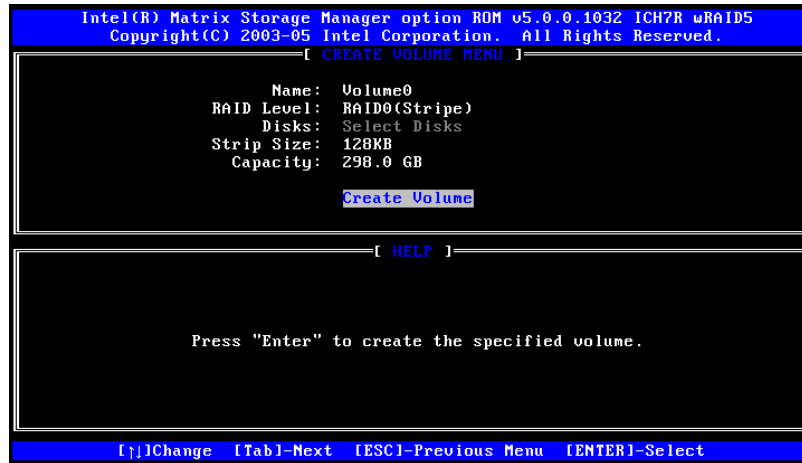 Intel(R) Matrix Storage Manager option ROM v5.0.0.1032 ICH7R wRAID5
Copyright(C) 2003-05 Intel Corporation. All Rights Reserved.
[ CREATE VOLUME MENU ]
Name: Volume0
RAID Level: RAID0(Stripe)
Disks: Select Disks
Strip Size: 128KB
Capacity: 298.0 GB
Create Volume
[ HELP ]
Press "Enter" to create the specified volume.
[↑↓]Change [Tab]-Next [ESC]-Previous Menu [ENTER]-Select